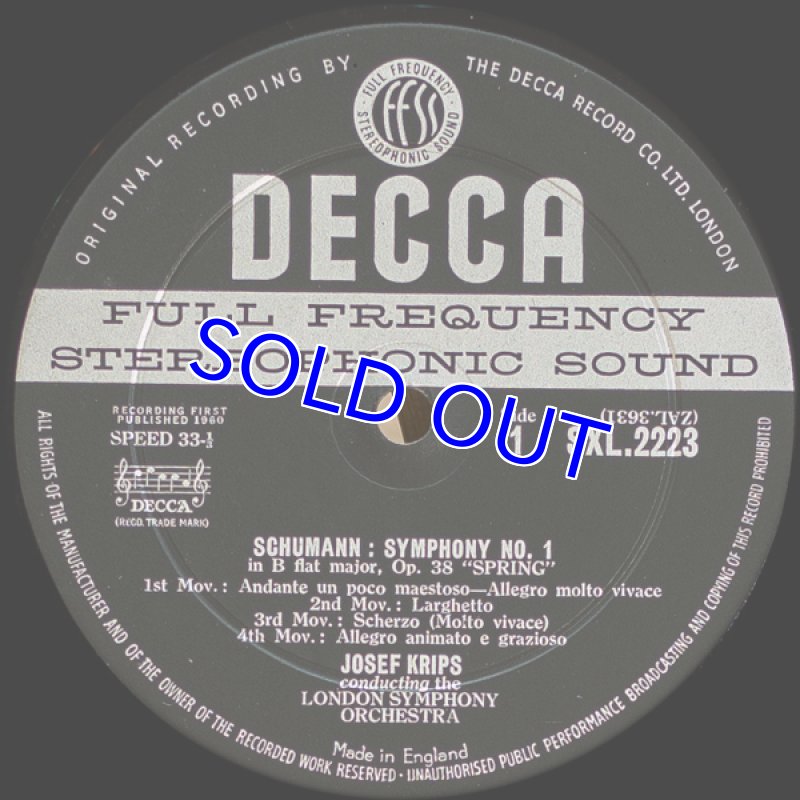 ORIGINAL RECORDING BY THE DECCA RECORD CO. LTD. LONDON
FULL FREQUENCY
ffss
STEREOPHONIC SOUND
DECCA
FULL FREQUENCY
STEREOPHONIC SOUND
SOLD OUT
RECORDING FIRST
PUBLISHED 1960
SPEED 33-⅓
DECCA
(REGD. TRADE MARK)
(ZAL.3631)
1
SXL.2223
SCHUMANN : SYMPHONY NO. 1
in B flat major, Op. 38 "SPRING"
1st Mov.: Andante un poco maestoso—Allegro molto vivace
2nd Mov.: Larghetto
3rd Mov.: Scherzo (Molto vivace)
4th Mov.: Allegro animato e grazioso
JOSEF KRIPS
conducting the
LONDON SYMPHONY
ORCHESTRA
Made in England
ALL RIGHTS OF THE MANUFACTURER AND OF THE OWNER OF THE RECORDED WORK RESERVED · UNAUTHORISED PUBLIC PERFORMANCE BROADCASTING AND COPYING OF THIS RECORD PROHIBITED